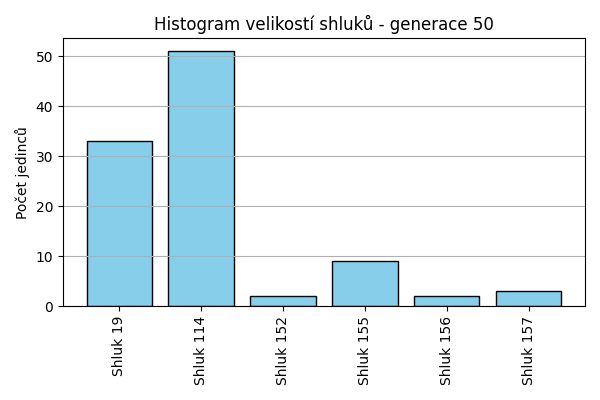 Histogram velikostí shluků - generace 50
Počet jedinců
50
40
30
20
10
0
Shluk 19
Shluk 114
Shluk 152
Shluk 155
Shluk 156
Shluk 157